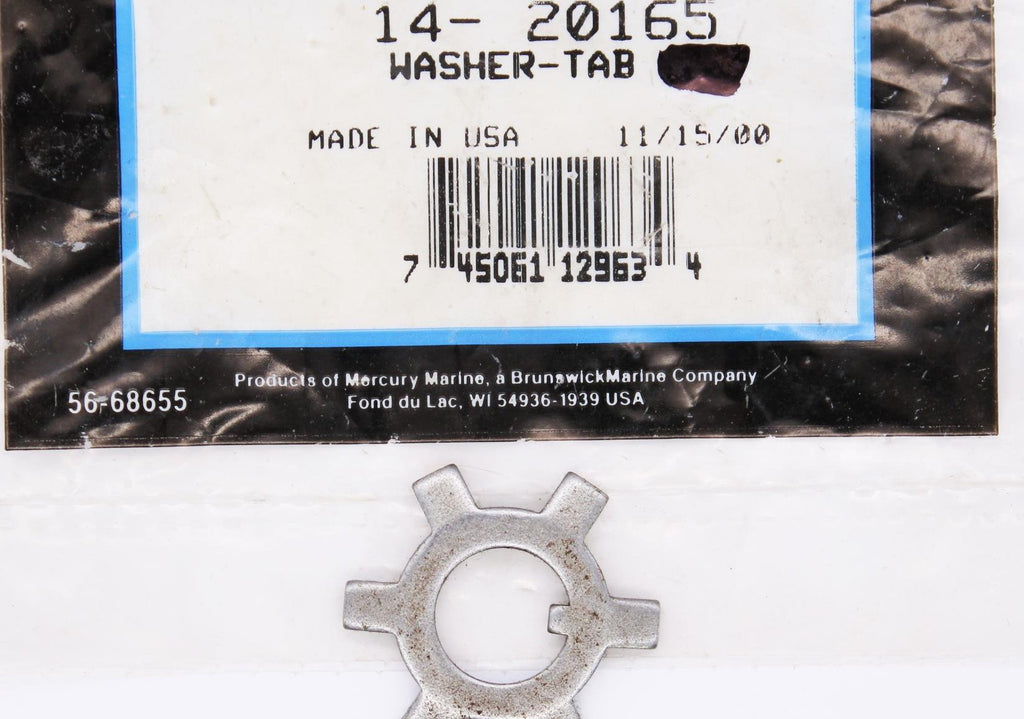 14- 20165
WASHER-TAB
MADE IN USA 11/15/00
7 45061 12963 4
Products of Mercury Marine, a BrunswickMarine Company
56-68655
Fond du Lac, WI 54936-1939 USA